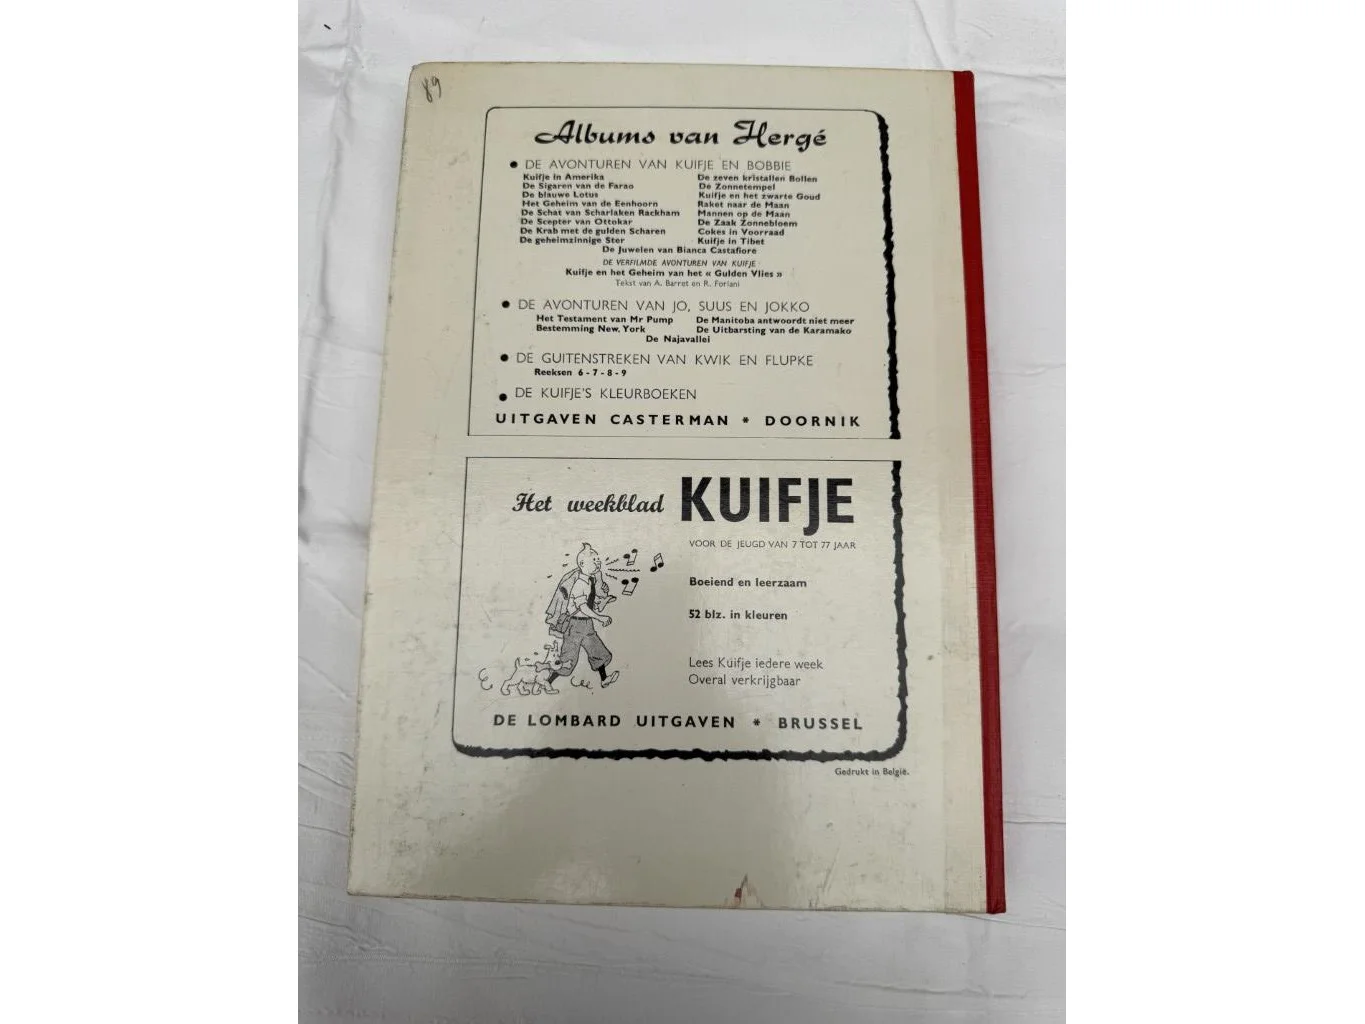 89
Albums van Hergé
• DE AVONTUREN VAN KUIFJE EN BOBBIE
Kuifje in Amerika
De Sigaren van de Farao
De blauwe Lotus
Het Geheim van de Eenhoorn
De Schat van Scharlaken Rackham
De Scepter van Ottokar
De Krab met de gulden Scharen
De geheimzinnige Ster
De zeven kristallen Bollen
De Zonnetempel
Kuifje en het zwarte Goud
Raket naar de Maan
Mannen op de Maan
De Zaak Zonnebloem
Cokes in Voorraad
Kuifje in Tibet
De Juwelen van Bianca Castafiore
DE VERFILMDE AVONTUREN VAN KUIFJE
Kuifje en het Geheim van het « Gulden Vlies »
Tekst van A. Barret en R. Forlani
• DE AVONTUREN VAN JO, SUUS EN JOKKO
Het Testament van Mr Pump
Bestemming New. York
De Manitoba antwoordt niet meer
De Uitbarsting van de Karamako
De Najavallei
• DE GUITENSTREKEN VAN KWIK EN FLUPKE
Reeksen 6 - 7 - 8 - 9
• DE KUIFJE'S KLEURBOEKEN
UITGAVEN CASTERMAN * DOORNIK
Het weekblad KUIFJE
VOOR DE JEUGD VAN 7 TOT 77 JAAR
Boeiend en leerzaam
52 blz. in kleuren
Lees Kuifje iedere week
Overal verkrijgbaar
DE LOMBARD UITGAVEN * BRUSSEL
Gedrukt in België.